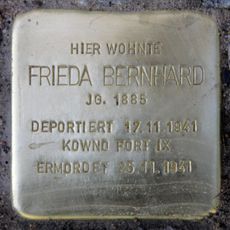 HIER WOHNTE
FRIEDA BERNHARD
JG. 1885
DEPORTIERT 17.11.1941
KOWNO FORT IX
ERMORDET 25.11.1941